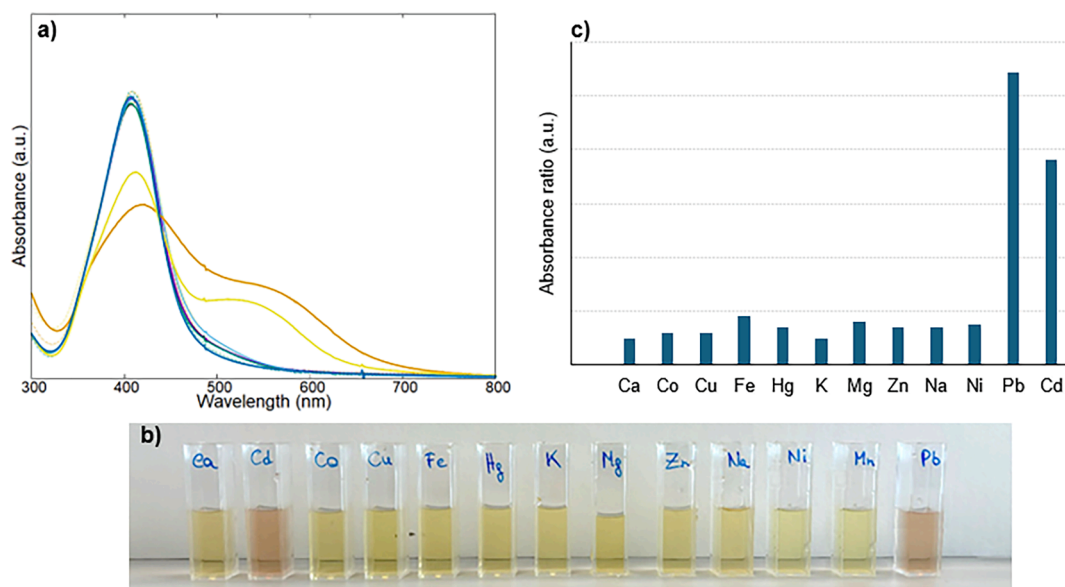 a)
Absorbance (a.u.)
300 400 500 600 700 800
Wavelength (nm)
c)
Absorbance ratio (a.u.)
Ca Co Cu Fe Hg K Mg Zn Na Ni Pb Cd
b)
Ca Cd Co Cu Fe Hg K Mg Zn Na Ni Mn Pb